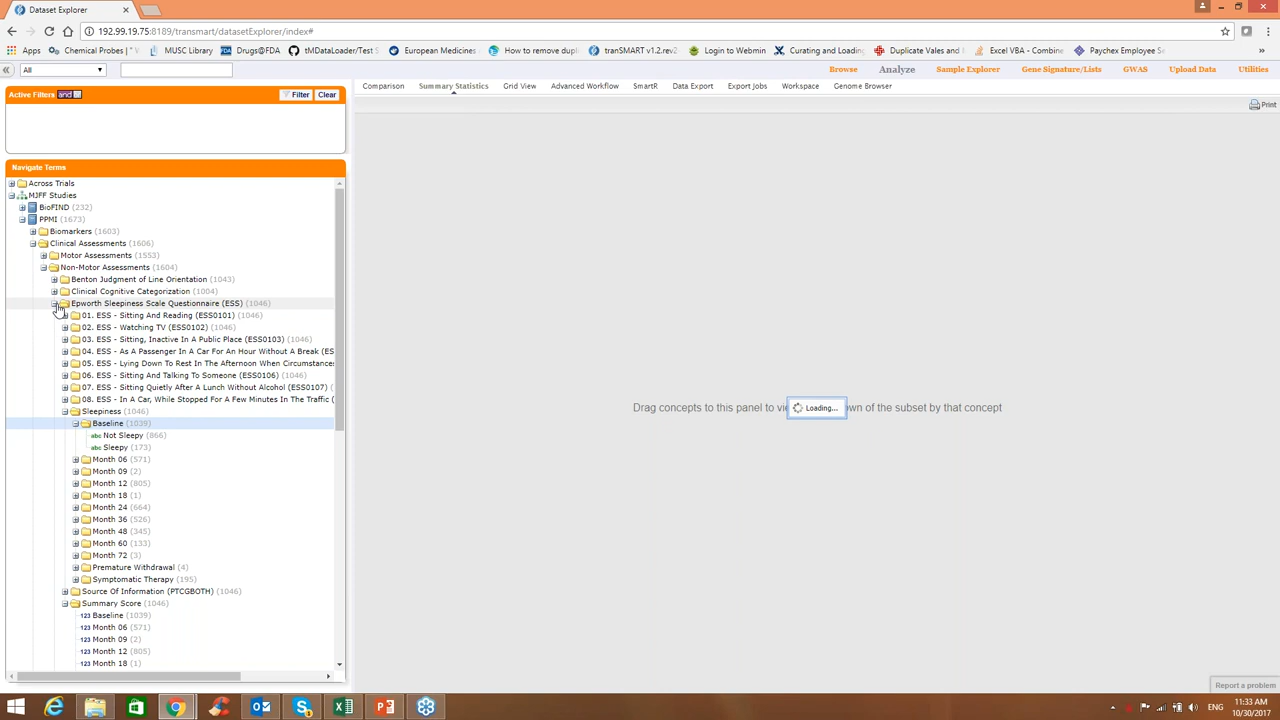 Dataset Explorer
192.99.19.75:8189/transmart/datasetExplorer/index#
Apps Chemical Probes | " MUSC Library Drugs@FDA tMDataLoader/Test S European Medicines How to remove dupli tranSMART v1.2.rev2 Login to Webmin Curating and Loading Duplicate Vales and Excel VBA - Combine Paychex Employee Se
All
Browse Analyze Sample Explorer Gene Signature/Lists GWAS Upload Data Utilities
Comparison Summary Statistics Grid View Advanced Workflow SmartR Data Export Export Jobs Workspace Genome Browser
Active Filters and Filter Clear
Print
Navigate Terms
Across Trials
MJFF Studies
BioFIND (232)
PPMI (1673)
Biomarkers (1603)
Clinical Assessments (1606)
Motor Assessments (1553)
Non-Motor Assessments (1604)
Benton Judgment of Line Orientation (1043)
Clinical Cognitive Categorization (1004)
Epworth Sleepiness Scale Questionnaire (ESS) (1046)
01. ESS - Sitting And Reading (ESS0101) (1046)
02. ESS - Watching TV (ESS0102) (1046)
03. ESS - Sitting, Inactive In A Public Place (ESS0103) (1046)
04. ESS - As A Passenger In A Car For An Hour Without A Break (ES
05. ESS - Lying Down To Rest In The Afternoon When Circumstance
06. ESS - Sitting And Talking To Someone (ESS0106) (1046)
07. ESS - Sitting Quietly After A Lunch Without Alcohol (ESS0107) (
08. ESS - In A Car, While Stopped For A Few Minutes In The Traffic (
Sleepiness (1046)
Baseline (1039)
Not Sleepy (866)
Sleepy (173)
Month 06 (571)
Month 09 (2)
Month 12 (805)
Month 18 (1)
Month 24 (664)
Month 36 (526)
Month 48 (345)
Month 60 (133)
Month 72 (3)
Premature Withdrawal (4)
Symptomatic Therapy (195)
Source Of Information (PTCGBOTH) (1046)
Summary Score (1046)
123 Baseline (1039)
123 Month 06 (571)
123 Month 09 (2)
123 Month 12 (805)
123 Month 18 (1)
Drag concepts to this panel to vi Loading... wn of the subset by that concept
Report a problem
ENG
11:33 AM
10/30/2017